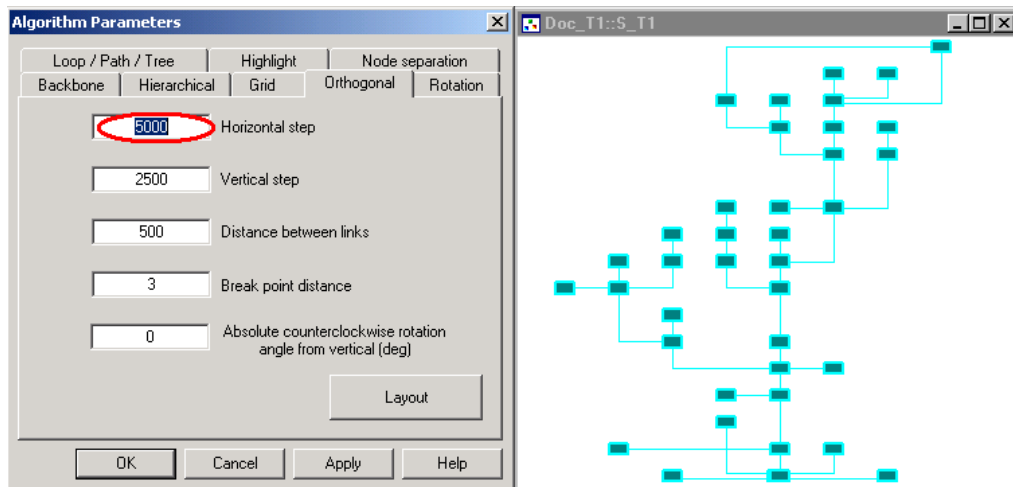 Algorithm Parameters
Doc_T1::S_T1
Loop / Path / Tree
Highlight
Node separation
Backbone
Hierarchical
Grid
Orthogonal
Rotation
5000
Horizontal step
2500
Vertical step
500
Distance between links
3
Break point distance
0
Absolute counterclockwise rotation
angle from vertical (deg)
Layout
OK
Cancel
Apply
Help